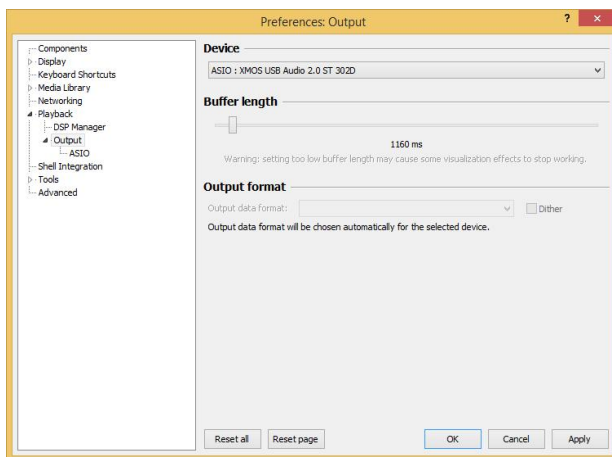 Preferences: Output
?
×
Components
Display
Keyboard Shortcuts
Media Library
Networking
Playback
DSP Manager
Output
ASIO
Shell Integration
Tools
Advanced
Device
ASIO : XMOS USB Audio 2.0 ST 302D
Buffer length
1160 ms
Warning: setting too low buffer length may cause some visualization effects to stop working.
Output format
Output data format:
Dither
Output data format will be chosen automatically for the selected device.
Reset all
Reset page
OK
Cancel
Apply